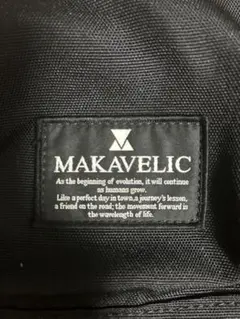 MAKAVELIC
As the beginning of evolution, it will continue
as humans grow.
Like a perfect day in town, a journey's lesson,
a friend on the road; the movement forward is
the wavelength of life.